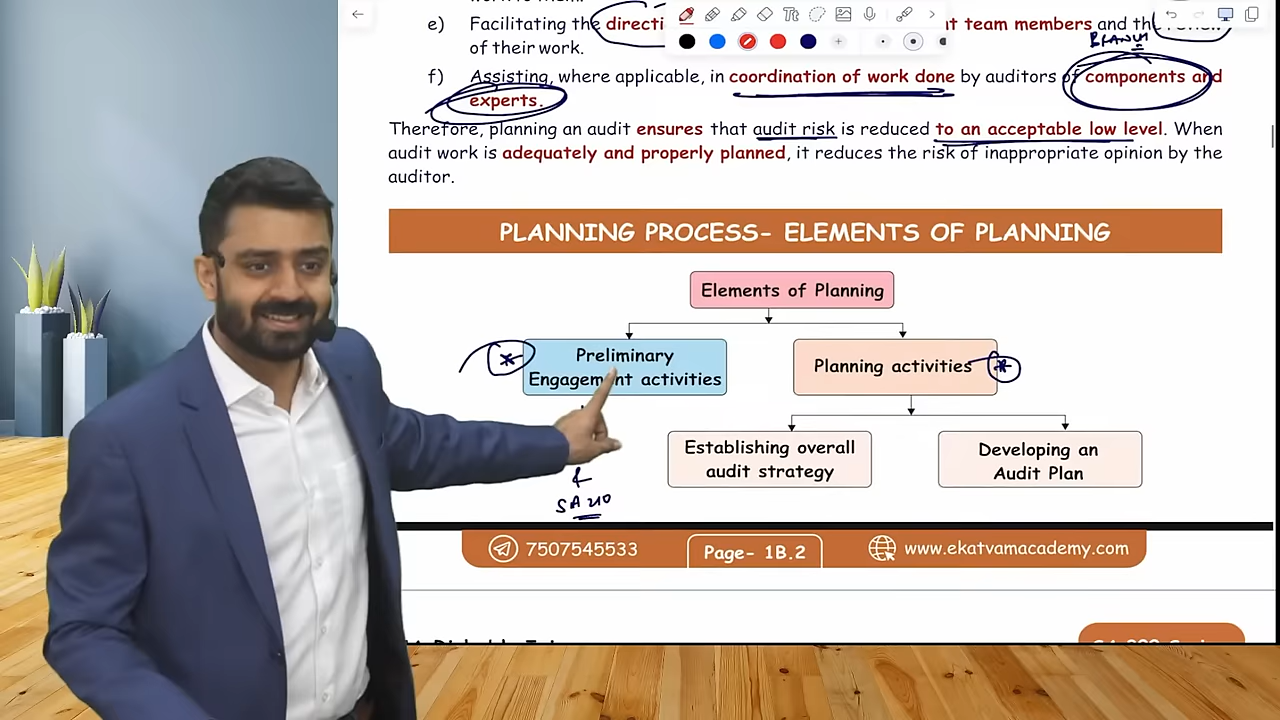 e) Facilitating the directi t team members and the
of their work.
BRANCH
f) Assisting, where applicable, in coordination of work done by auditors of components and
experts.
Therefore, planning an audit ensures that audit risk is reduced to an acceptable low level. When
audit work is adequately and properly planned, it reduces the risk of inappropriate opinion by the
auditor.
PLANNING PROCESS- ELEMENTS OF PLANNING
Elements of Planning
Preliminary
Engagement activities
Planning activities
Establishing overall
audit strategy
Developing an
Audit Plan
SA 210
7507545533
Page- 1B.2
www.ekatvamacademy.com